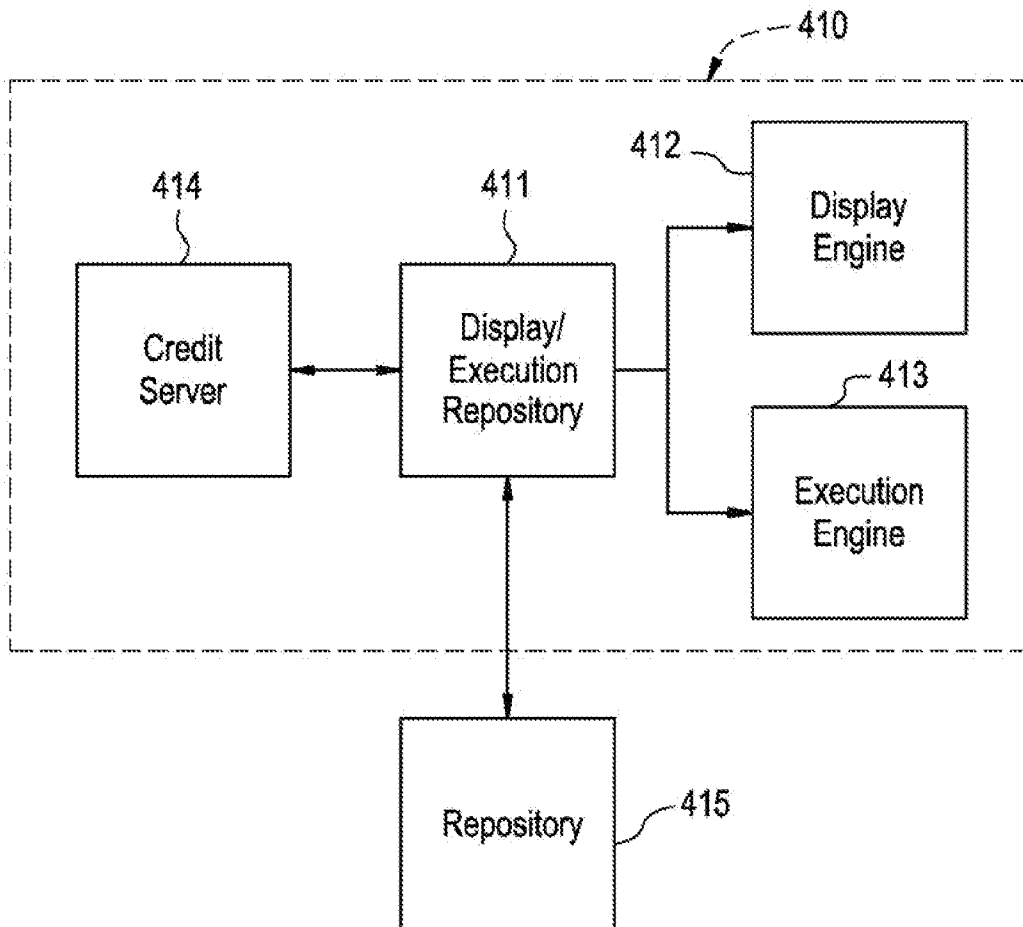 410
412
Display
Engine
414
411
Credit
Server
Display/
Execution
Repository
413
Execution
Engine
Repository
415